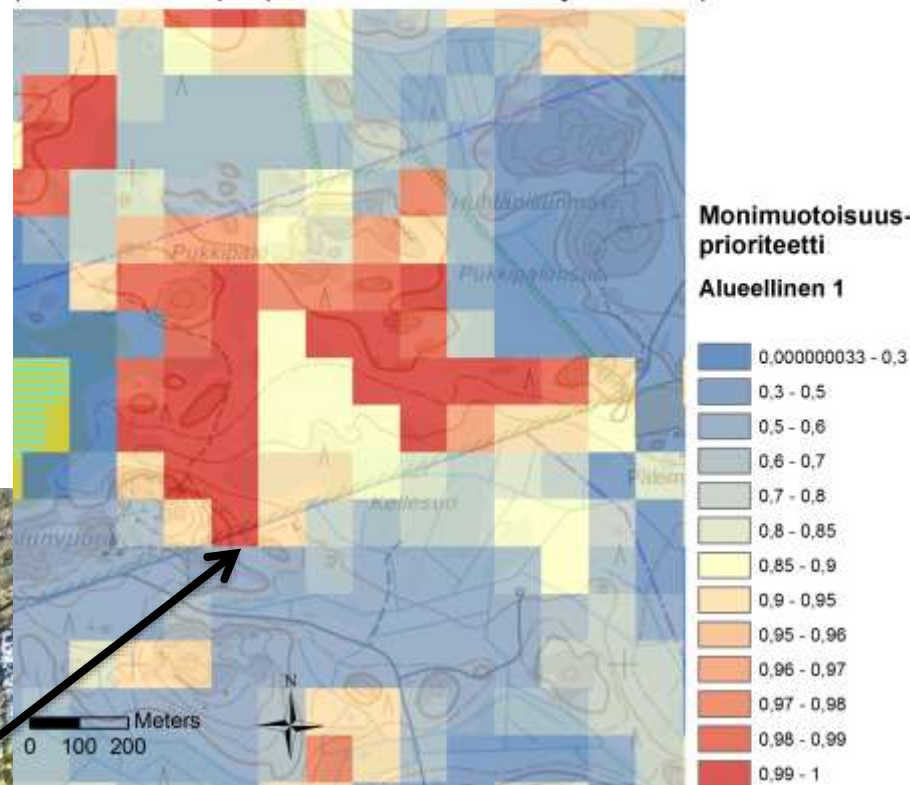 Monimuotoisuus-
prioriteetti
Alueellinen 1
0,000000033 - 0,3
0,3 - 0,5
0,5 - 0,6
0,6 - 0,7
0,7 - 0,8
0,8 - 0,85
0,85 - 0,9
0,9 - 0,95
0,95 - 0,96
0,96 - 0,97
0,97 - 0,98
0,98 - 0,99
0,99 - 1
Pukkipalo
Pukkipalonsuo
Kellesuo
N
Meters
0 100 200